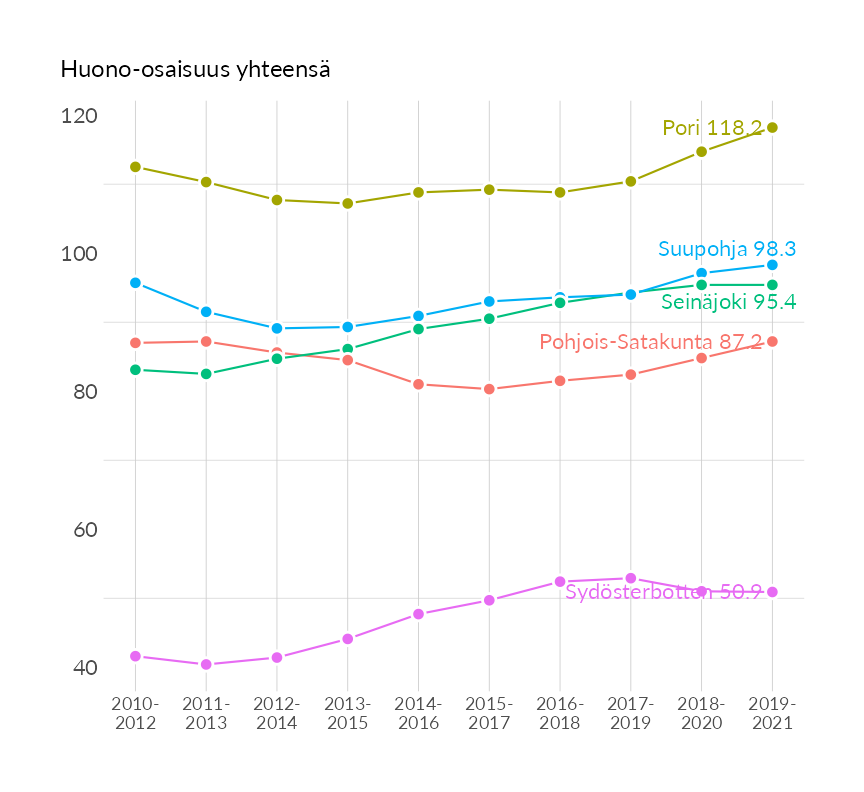 Huono-osaisuus yhteensä
120
Pori 118.2
100
Suupohja 98.3
Seinäjoki 95.4
Pohjois-Satakunta 87.2
80
60
Sydösterbotten 50.9
40
2010- 2011- 2012- 2013- 2014- 2015- 2016- 2017- 2018- 2019-
2012 2013 2014 2015 2016 2017 2018 2019 2020 2021